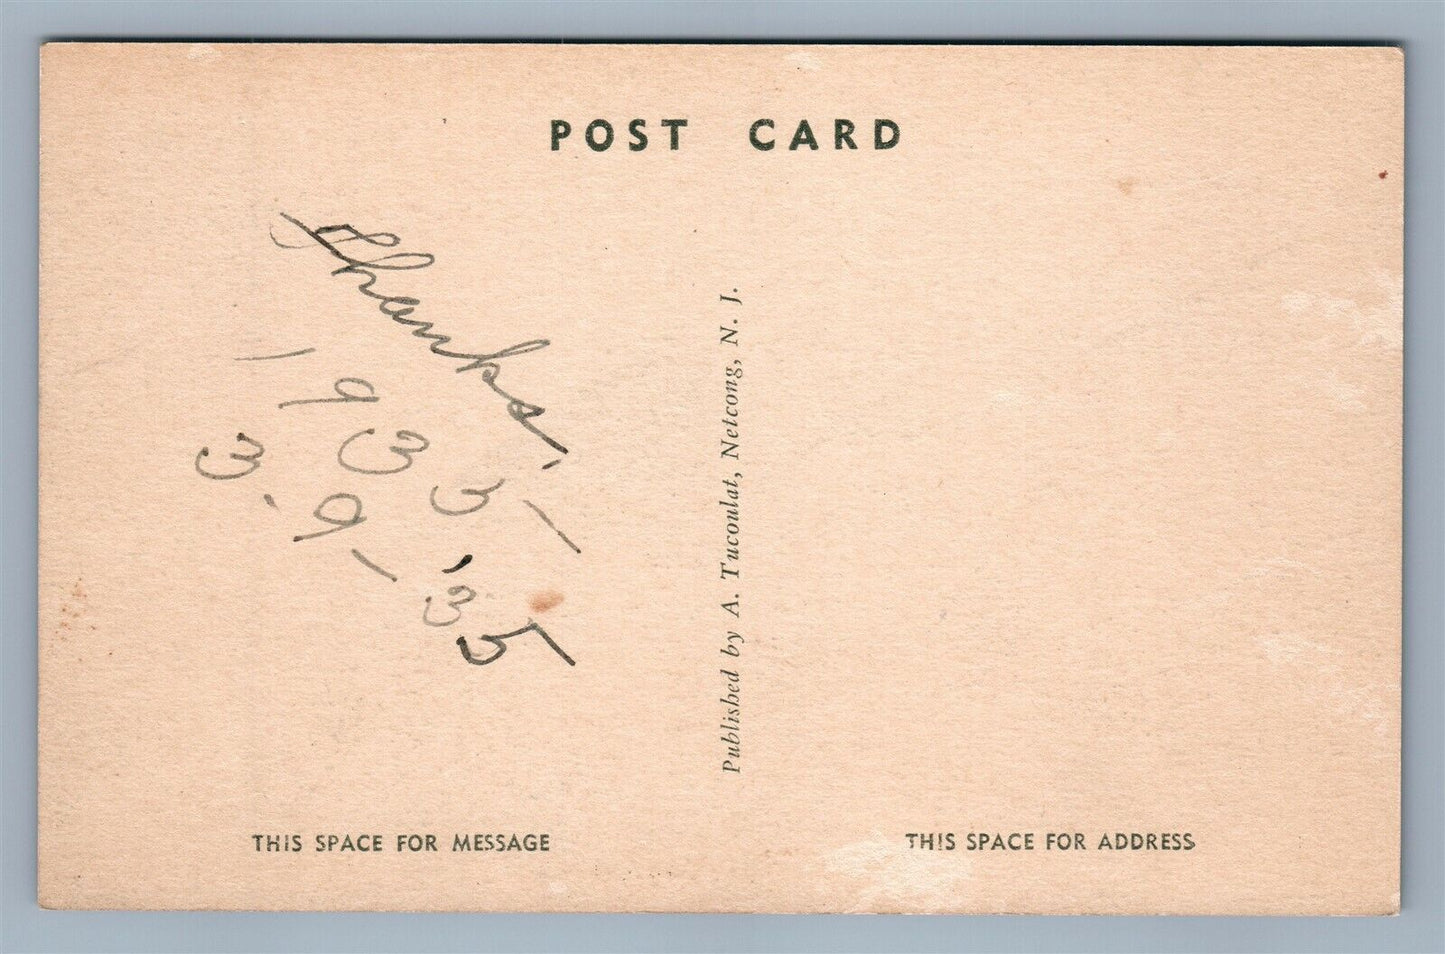 POST CARD
Thanks.
1935
3.9-'35
Published by A. Tucoulat, Netcong, N. J.
THIS SPACE FOR MESSAGE
THIS SPACE FOR ADDRESS